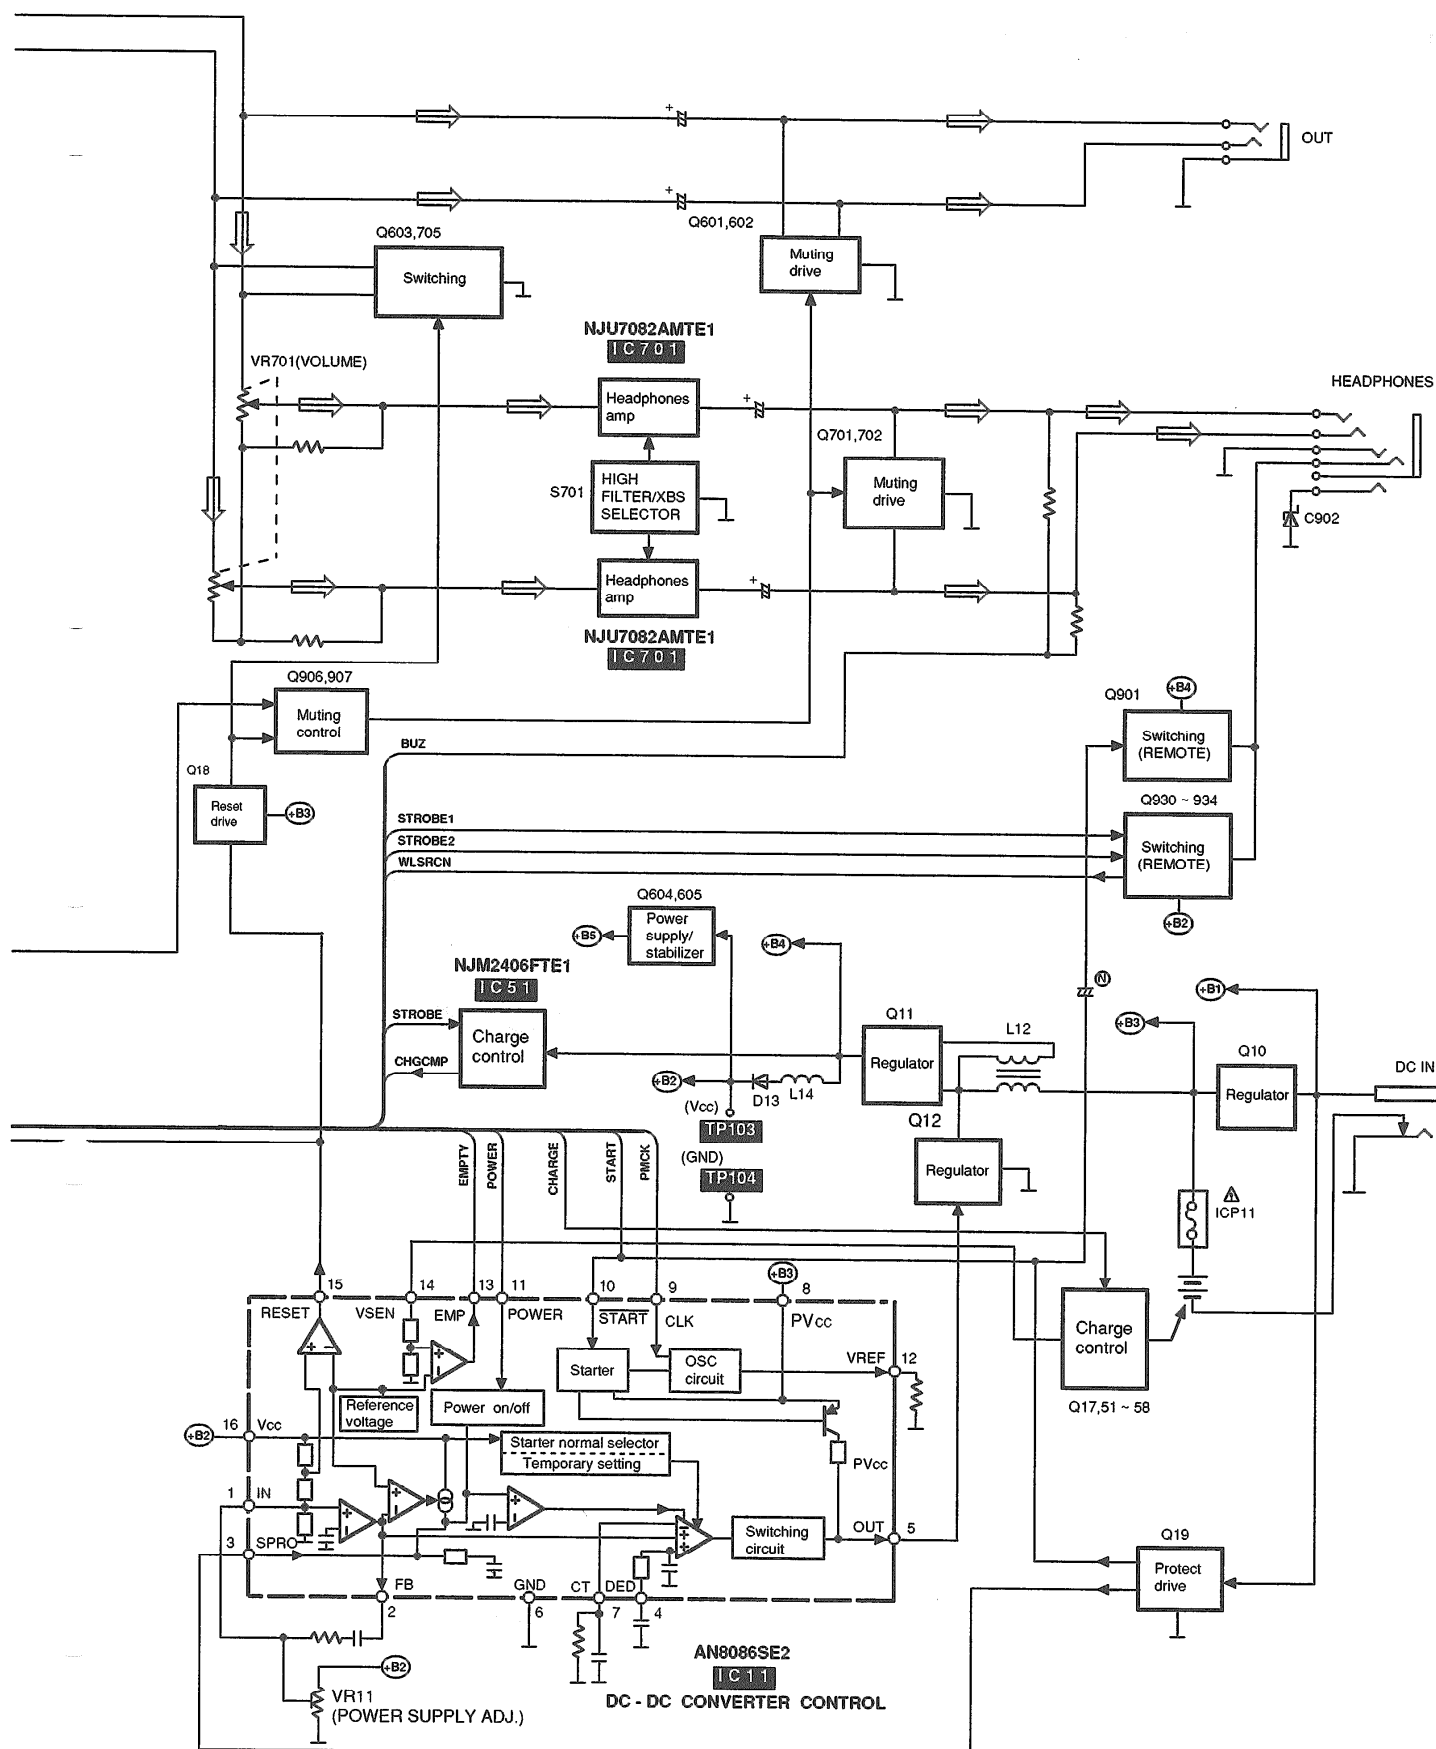 OUT
Q601,602
Q603,705
Muting
drive
Switching
+
+
NJU7082AMTE1
IC701
VR701(VOLUME)
HEADPHONES
Headphones
amp
+
Q701,702
S701
HIGH
FILTER/XBS
SELECTOR
Muting
drive
C902
Headphones
amp
+
NJU7082AMTE1
IC701
Q906,907
Muting
control
Q901
+B4
Switching
(REMOTE)
BUZ
Q18
Reset
drive
+B3
Q930 ~ 934
STROBE1
STROBE2
WLSRCN
Switching
(REMOTE)
+B2
Q604,605
Power
supply/
stabilizer
+B5
+B4
NJM2406FTE1
IC51
N
+B1
STROBE
Charge
control
CHGCMP
Q11
Regulator
L12
+B3
Q10
Regulator
DC IN
+B2
D13
L14
(Vcc)
TP103
Q12
(GND)
TP104
Regulator
EMPTY
POWER
CHARGE
START
PMCK
ICP11
+B3
15
14
13
11
10
9
8
RESET
VSEN
EMP
POWER
START
CLK
PVcc
Charge
control
Q17,51 ~ 58
Starter
OSC
circuit
VREF
12
Reference
voltage
Power on/off
+B2
16
Vcc
Starter normal selector
Temporary setting
PVcc
1
IN
3
SPRO
Switching
circuit
OUT
5
Q19
Protect
drive
FB
2
GND
6
CT
7
DED
4
+B2
VR11
(POWER SUPPLY ADJ.)
AN8086SE2
IC11
DC - DC CONVERTER CONTROL